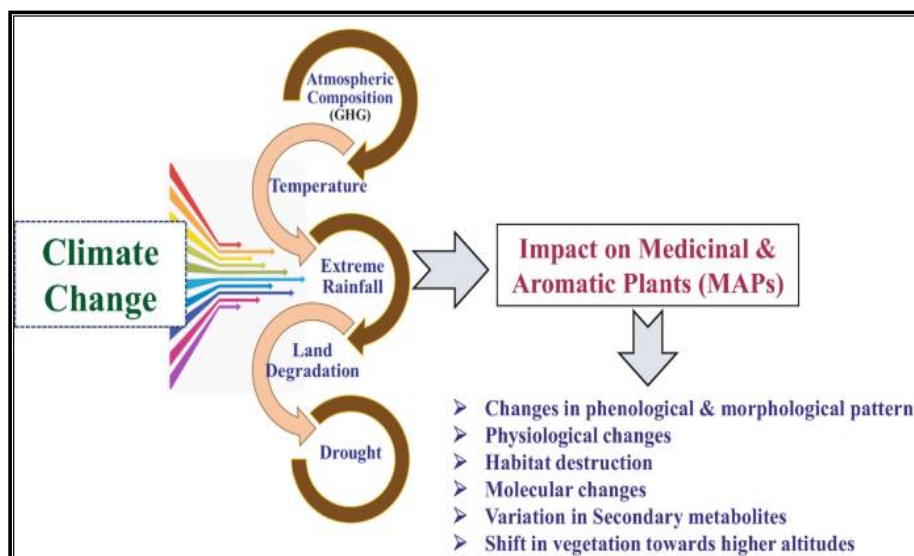 Climate
Change
Atmospheric
Composition
(GHG)
Temperature
Extreme
Rainfall
Land
Degradation
Drought
Impact on Medicinal &
Aromatic Plants (MAPs)
➢ Changes in phenological & morphological pattern
➢ Physiological changes
➢ Habitat destruction
➢ Molecular changes
➢ Variation in Secondary metabolites
➢ Shift in vegetation towards higher altitudes